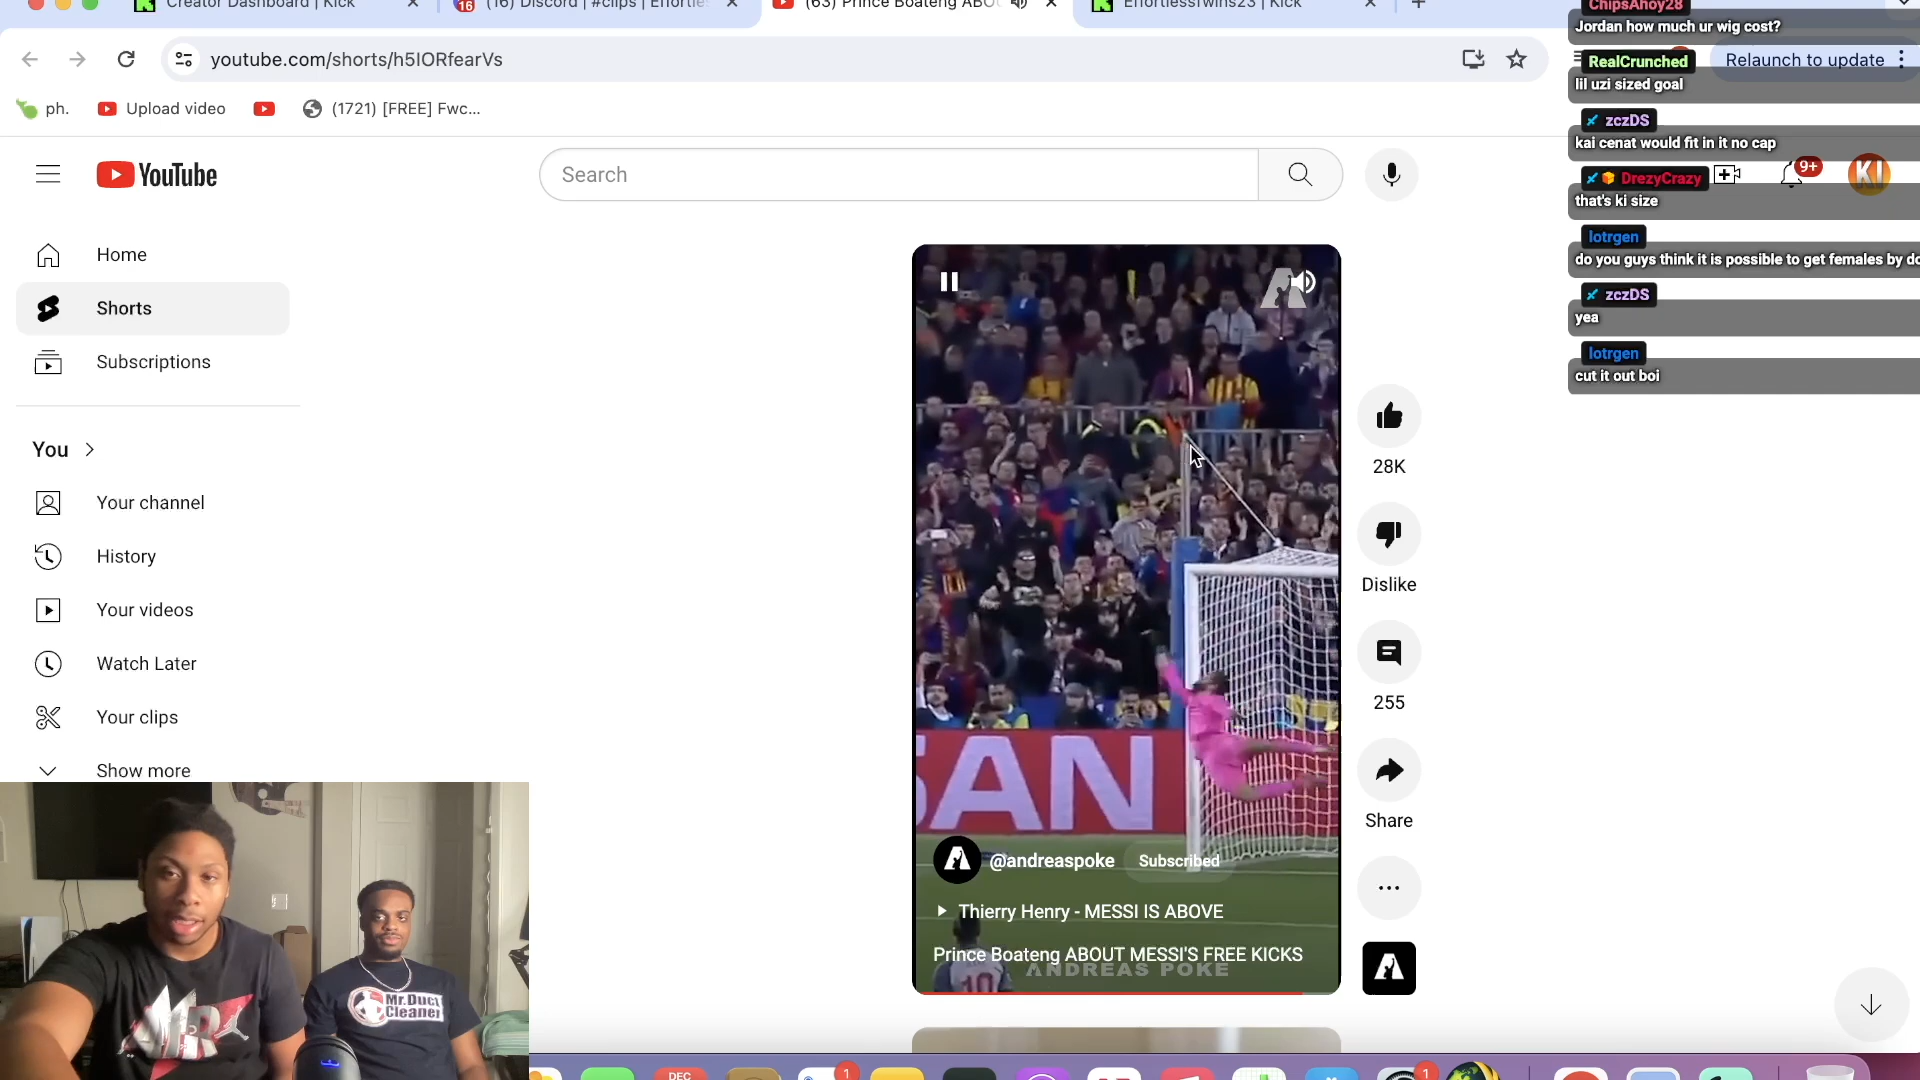 Creator Dashboard | Kick
(16) Discord | #clips | Effortle
(63) Prince Boateng ABO
EffortlessTwins23 | Kick
ChipsAhoy28
Jordan how much ur wig cost?
youtube.com/shorts/h5IORfearVs
Relaunch to update
RealCrunched
lil uzi sized goal
ph.
Upload video
(1721) [FREE] Fwc...
zczDS
kai cenat would fit in it no cap
YouTube
Search
9+
KI
DrezyCrazy
that's ki size
lotrgen
do you guys think it is possible to get females by do
zczDS
yea
lotrgen
cut it out boi
Home
Shorts
Subscriptions
You
Your channel
History
Your videos
Watch Later
Your clips
Show more
28K
Dislike
255
Share
SAN
@andreaspoke
Subscribed
Thierry Henry - MESSI IS ABOVE
Prince Boateng ABOUT MESSI'S FREE KICKS
ANDREAS POKE
10
Mr.Duct
Cleaner
DEC
1
1